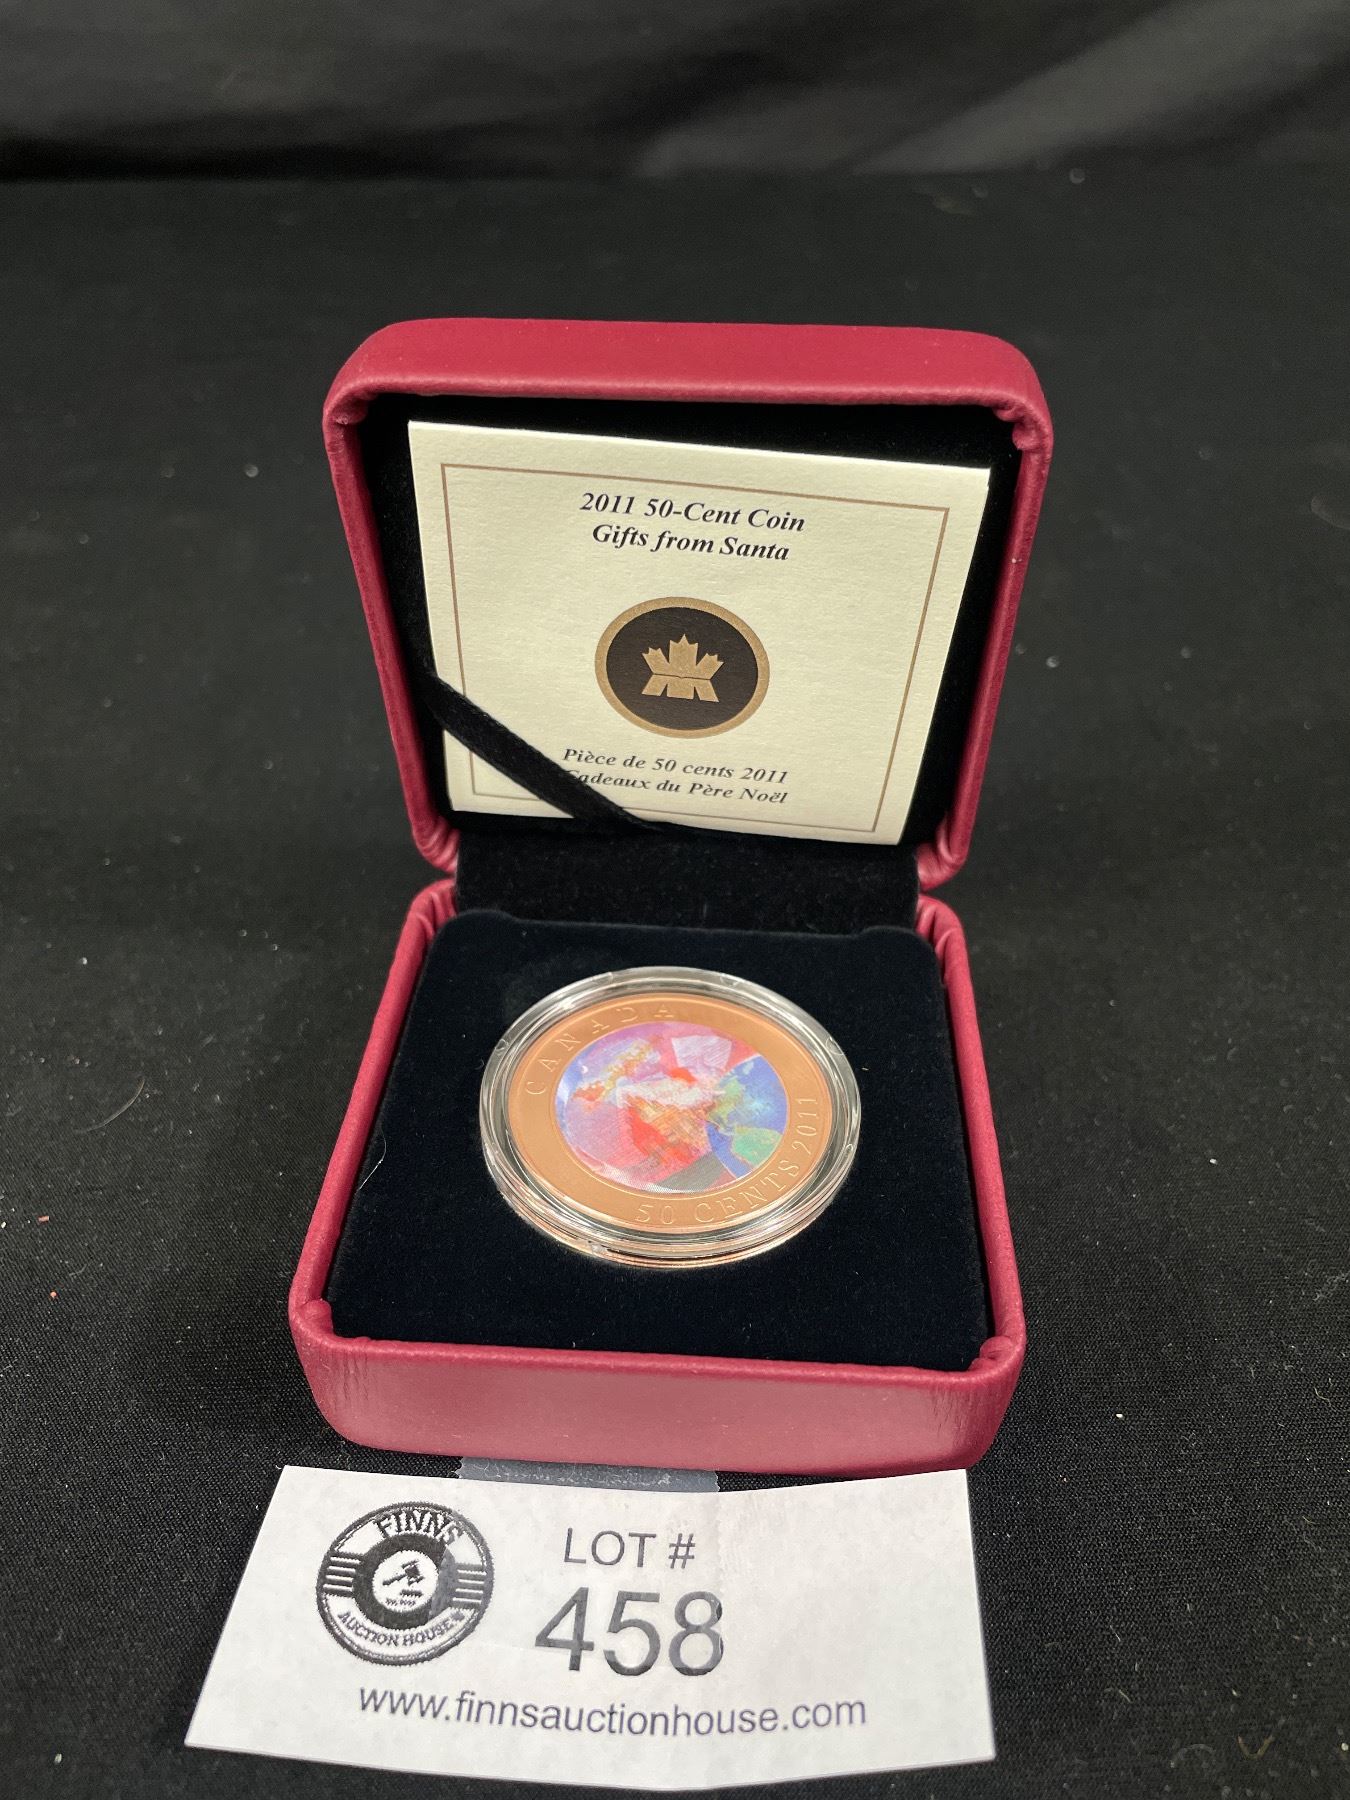 2011 50-Cent Coin
Gifts from Santa
Pièce de 50 cents 2011
Cadeaux du Père Noël
CANADA
50 CENTS 2011
FINNS
AUCTION HOUSE
LOT #
458
www.finnsauctionhouse.com